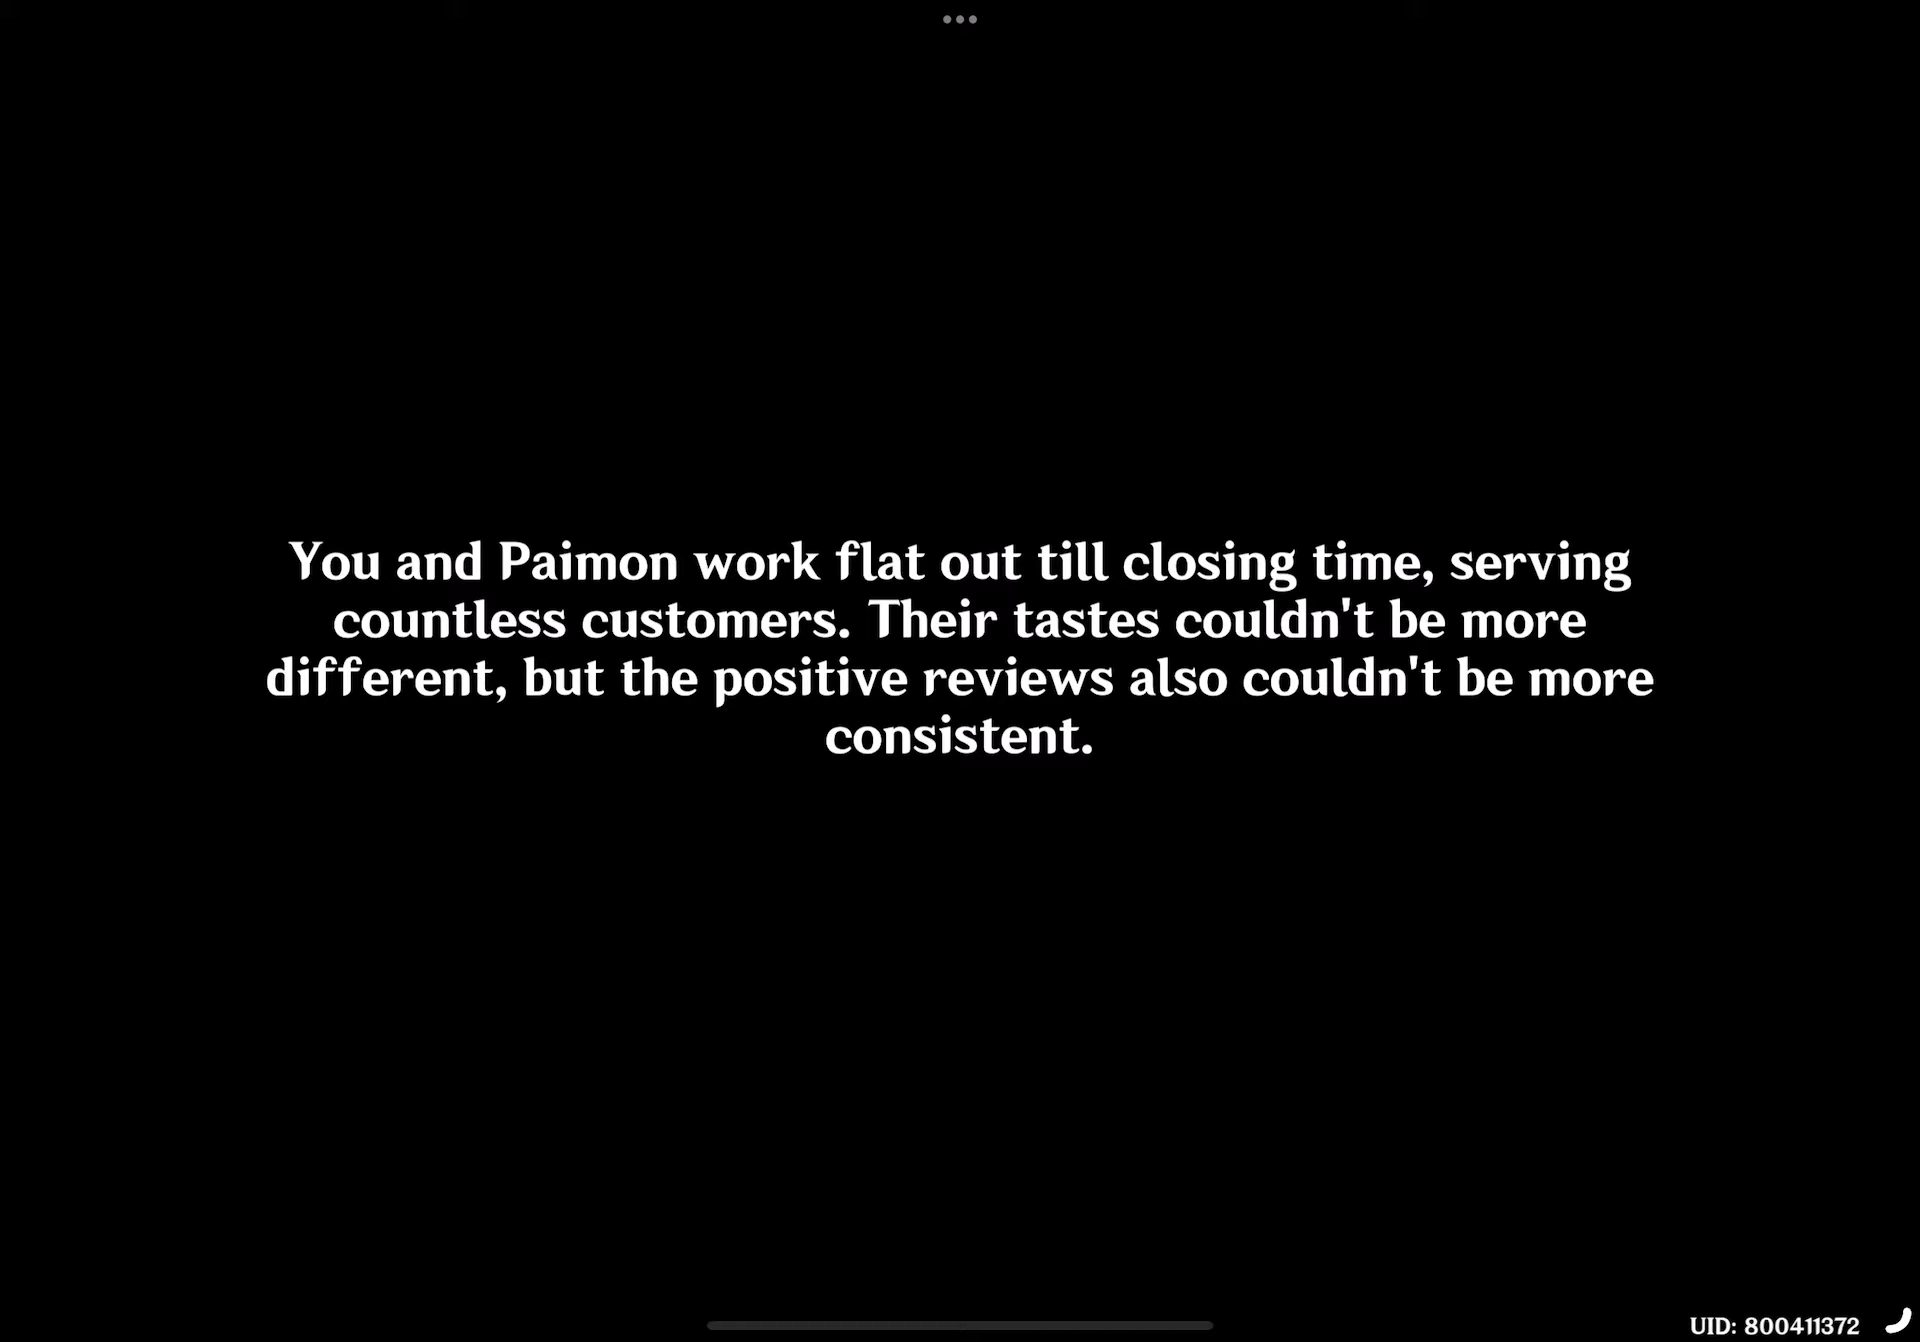 You and Paimon work flat out till closing time, serving
countless customers. Their tastes couldn't be more
different, but the positive reviews also couldn't be more
consistent.
UID: 800411372